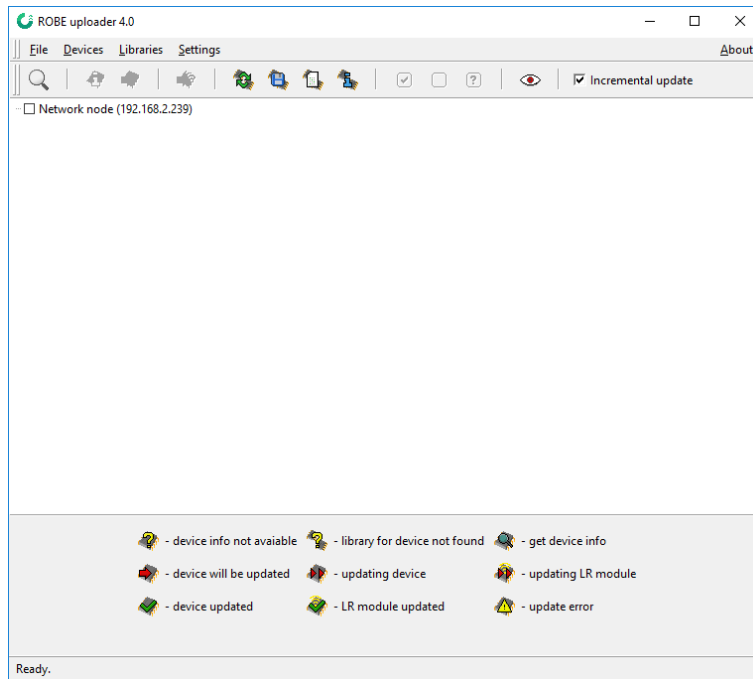 ROBE uploader 4.0
File Devices Libraries Settings About
Incremental update
Network node (192.168.2.239)
- device info not avaiable - library for device not found - get device info
- device will be updated - updating device - updating LR module
- device updated - LR module updated - update error
Ready.